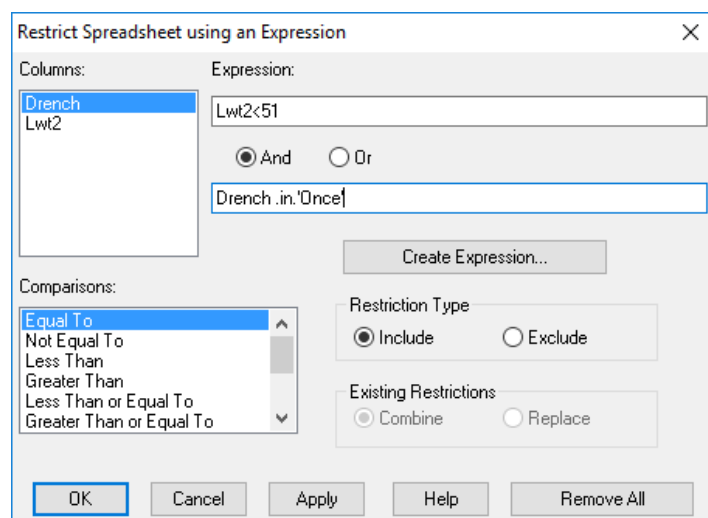 Restrict Spreadsheet using an Expression
Columns:
Expression:
Drench
Lwt2
Lwt2<51
And
Or
Drench .in.'Once'
Create Expression...
Comparisons:
Equal To
Not Equal To
Less Than
Greater Than
Less Than or Equal To
Greater Than or Equal To
Restriction Type
Include
Exclude
Existing Restrictions
Combine
Replace
OK
Cancel
Apply
Help
Remove All